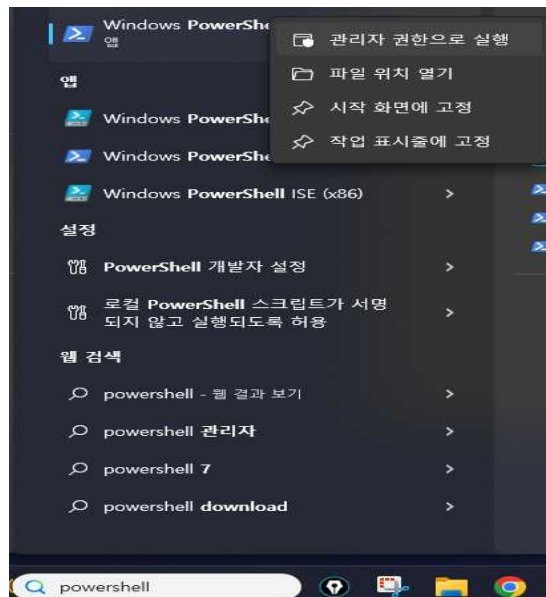 Windows PowerShe
앱
관리자 권한으로 실행
파일 위치 열기
시작 화면에 고정
작업 표시줄에 고정
앱
Windows PowerShe
Windows PowerShe
Windows PowerShell ISE (x86)
설정
PowerShell 개발자 설정
로컬 PowerShell 스크립트가 서명
되지 않고 실행되도록 허용
웹 검색
powershell - 웹 결과 보기
powershell 관리자
powershell 7
powershell download
powershell